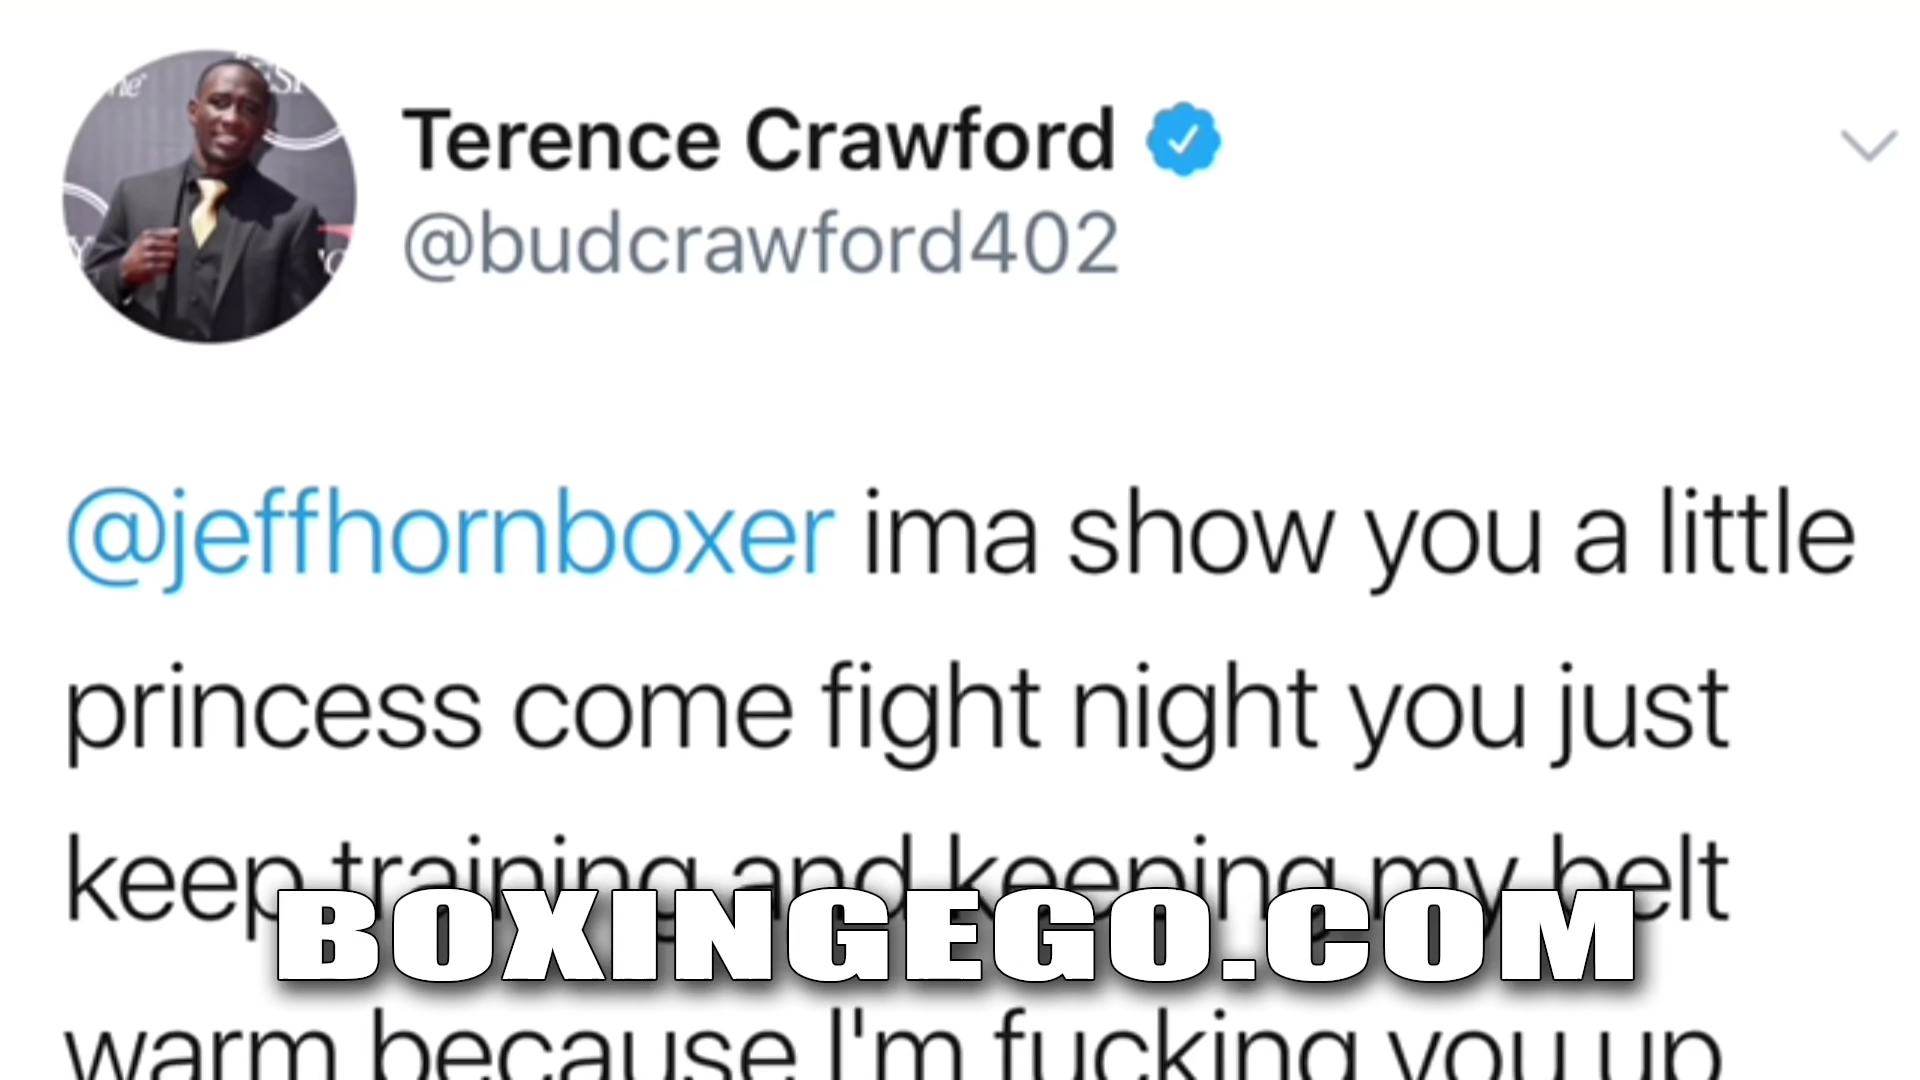 Terence Crawford
@budcrawford402
@jeffhornboxer ima show you a little
princess come fight night you just
keep training and keeping my belt
BOXINGEGO.COM
warm because I'm fucking you up